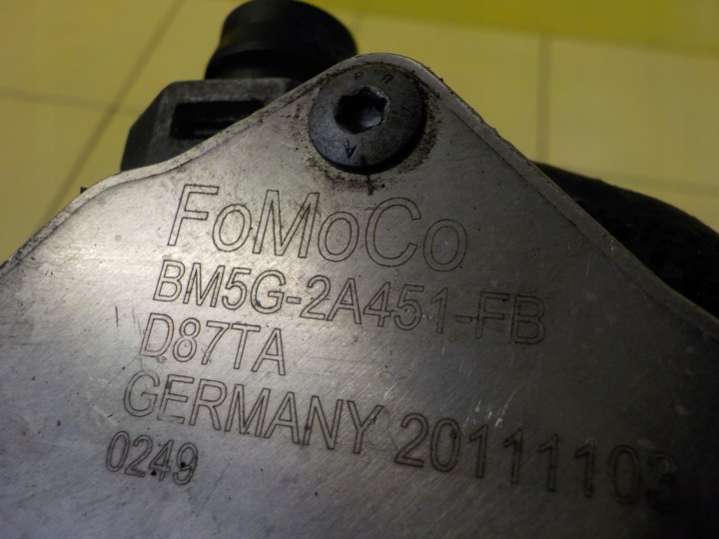 FoMoCo
BM5G-2A451-FB
D87TA
GERMANY 20111103
0249